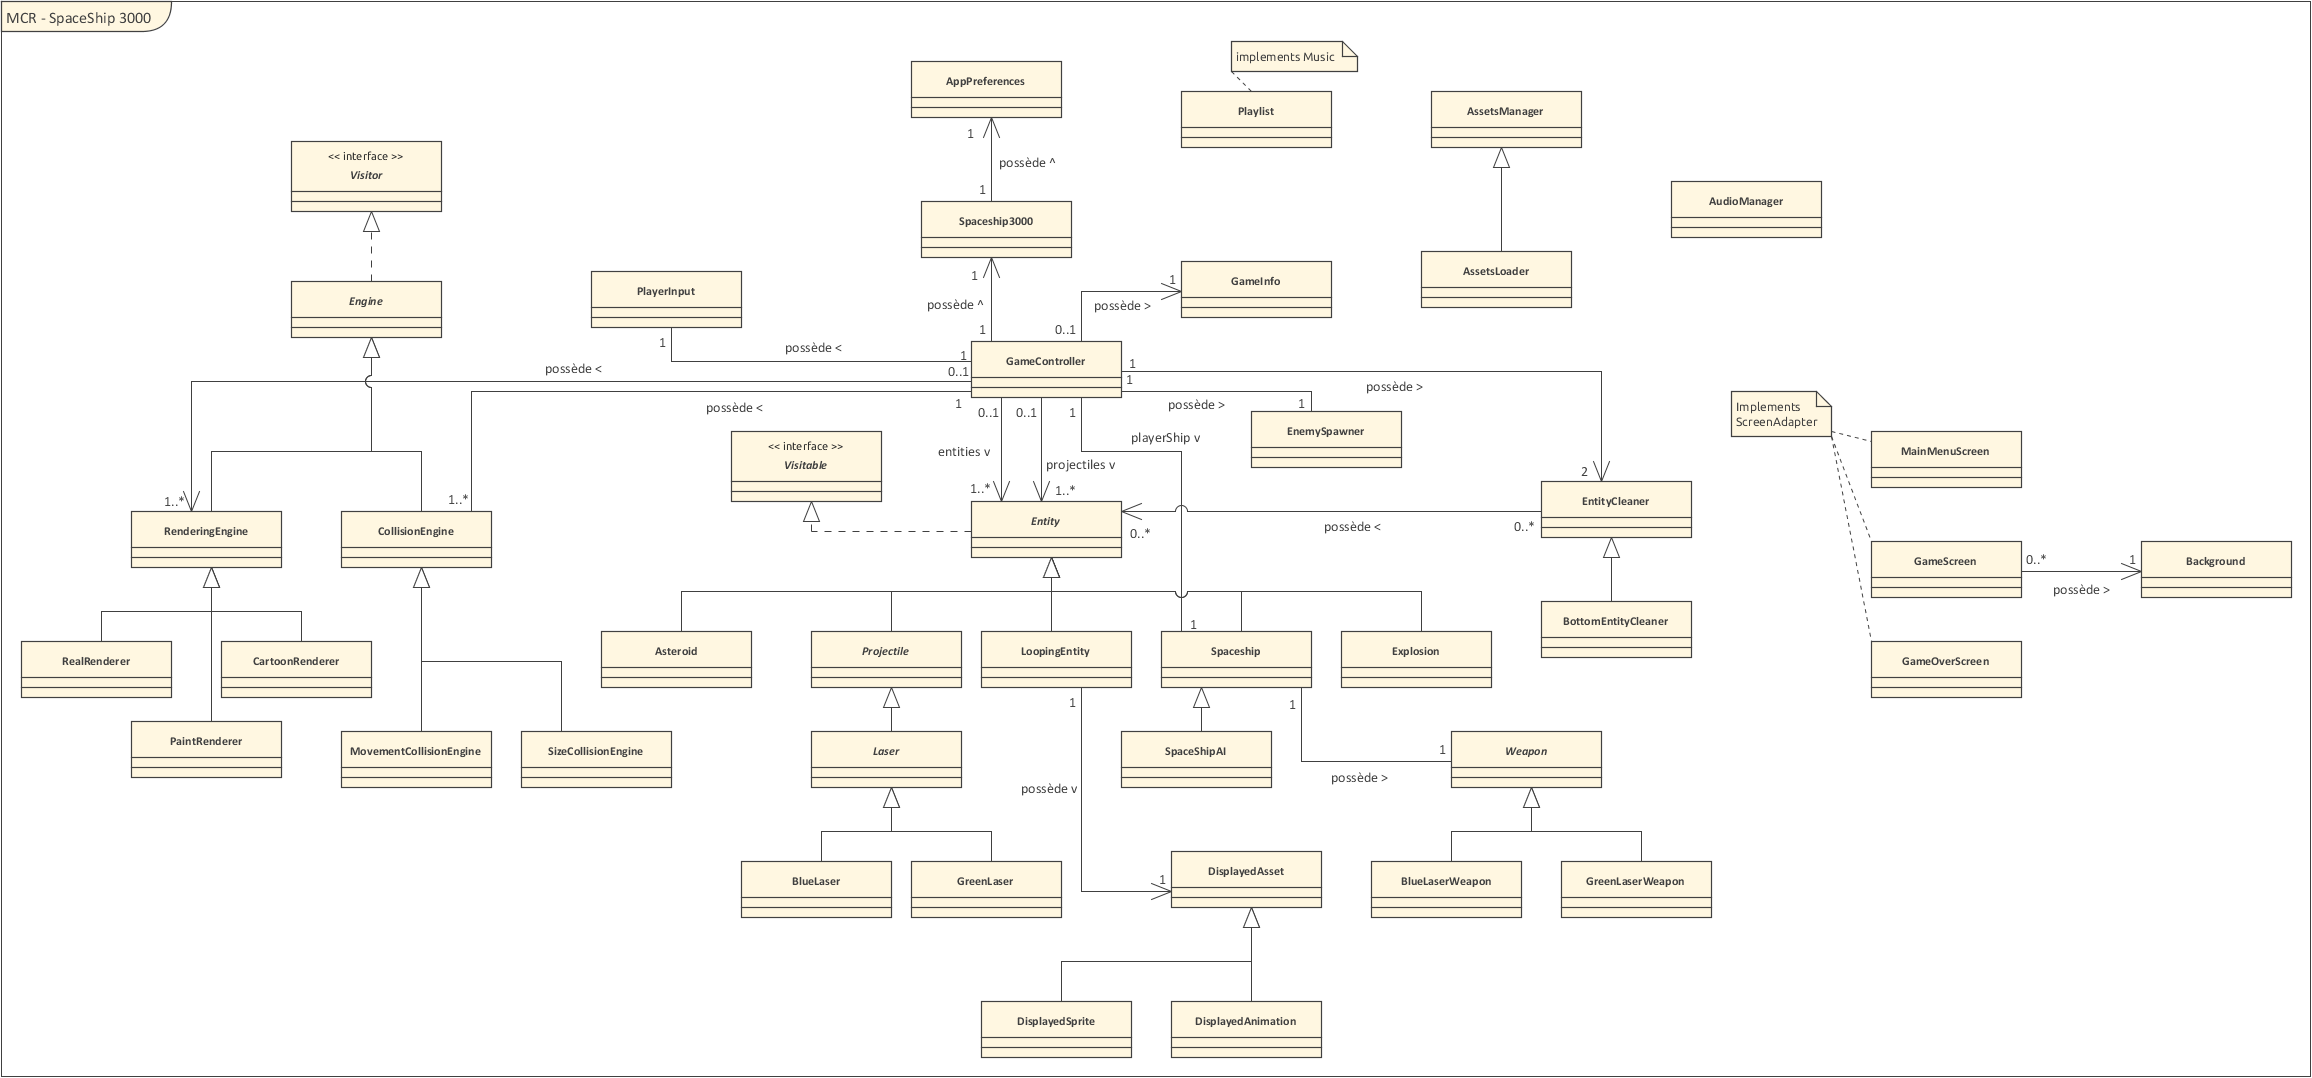 MCR - SpaceShip 3000
implements Music
AppPreferences
Playlist
AssetsManager
1
possède ^
1
<< interface >>
Visitor
AudioManager
Spaceship3000
AssetsLoader
1
possède ^
1
PlayerInput
1
possède <
1
GameInfo
1
possède >
0..1
Engine
GameController
possède <
0..1
1..*
possède <
1
1..*
1
possède >
2
1
possède >
1
EnemySpawner
0..1
entities v
1..*
0..1
projectiles v
1..*
1
playerShip v
1
<< interface >>
Visitable
Implements
ScreenAdapter
MainMenuScreen
RenderingEngine
CollisionEngine
Entity
0..*
possède <
0..*
EntityCleaner
GameScreen
0..*
possède >
1
Background
BottomEntityCleaner
RealRenderer
CartoonRenderer
Asteroid
Projectile
LoopingEntity
Spaceship
Explosion
GameOverScreen
PaintRenderer
MovementCollisionEngine
SizeCollisionEngine
Laser
SpaceShipAI
1
possède >
1
Weapon
1
possède v
1
BlueLaser
GreenLaser
DisplayedAsset
BlueLaserWeapon
GreenLaserWeapon
DisplayedSprite
DisplayedAnimation